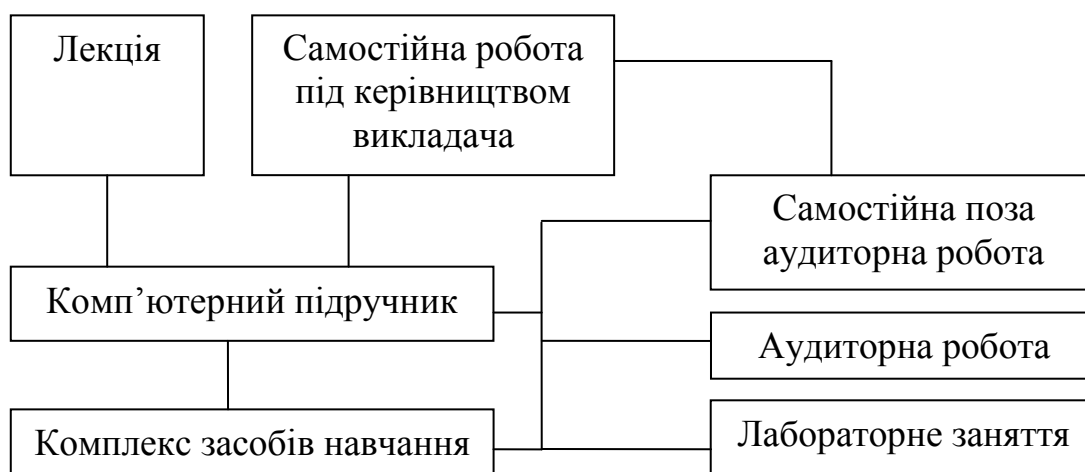 Лекція
Самостійна робота
під керівництвом
викладача
Самостійна поза
аудиторна робота
Комп’ютерний підручник
Аудиторна робота
Комплекс засобів навчання
Лабораторне заняття